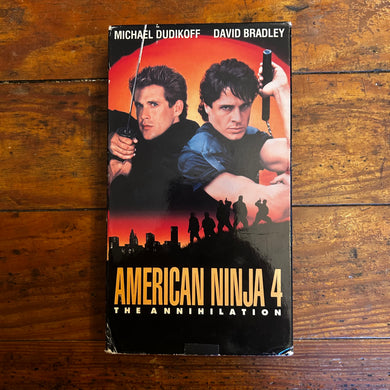 MICHAEL DUDIKOFF DAVID BRADLEY
AMERICAN NINJA 4
THE ANNIHILATION